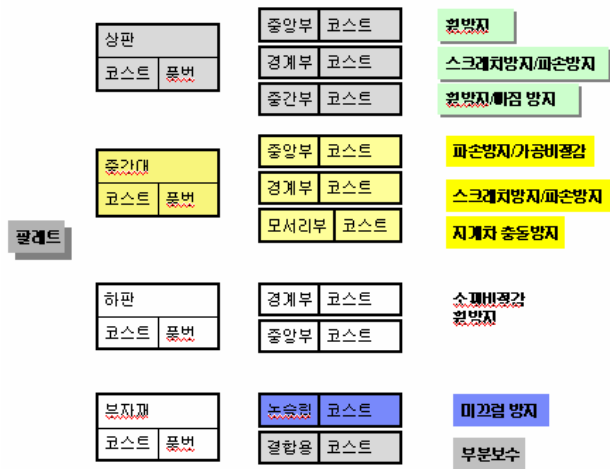 상판
코스트 품번
중앙부 코스트
휨방지
경계부 코스트
스크래치방지/파손방지
중간부 코스트
휨방지/빠짐 방지
중간대
코스트 품번
중앙부 코스트
파손방지/가공비절감
경계부 코스트
스크래치방지/파손방지
모서리부 코스트
지게차 충돌방지
팔레트
하판
코스트 품번
경계부 코스트
소재비절감
중앙부 코스트
휨방지
부자재
코스트 품번
논슬립 코스트
미끄럼 방지
결합용 코스트
부분보수